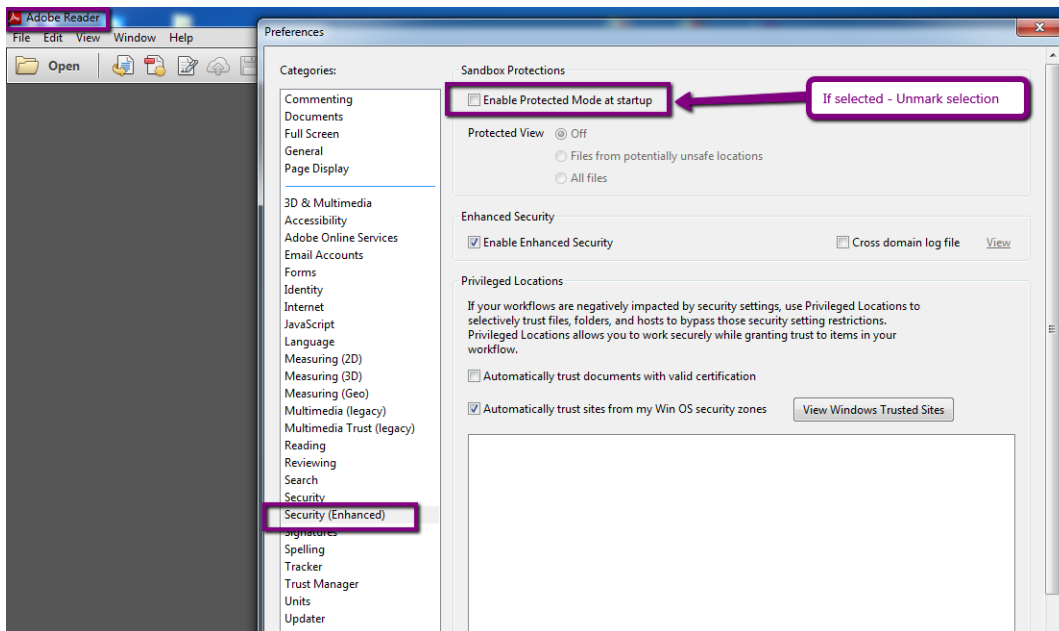 Adobe Reader
File Edit View Window Help
Open
Preferences
Categories:
Commenting
Documents
Full Screen
General
Page Display
3D & Multimedia
Accessibility
Adobe Online Services
Email Accounts
Forms
Identity
Internet
JavaScript
Language
Measuring (2D)
Measuring (3D)
Measuring (Geo)
Multimedia (legacy)
Multimedia Trust (legacy)
Reading
Reviewing
Search
Security
Security (Enhanced)
Signatures
Spelling
Tracker
Trust Manager
Units
Updater
Sandbox Protections
Enable Protected Mode at startup
If selected - Unmark selection
Protected View Off
Files from potentially unsafe locations
All files
Enhanced Security
Enable Enhanced Security Cross domain log file View
Privileged Locations
If your workflows are negatively impacted by security settings, use Privileged Locations to
selectively trust files, folders, and hosts to bypass those security setting restrictions.
Privileged Locations allows you to work securely while granting trust to items in your
workflow.
Automatically trust documents with valid certification
Automatically trust sites from my Win OS security zones View Windows Trusted Sites